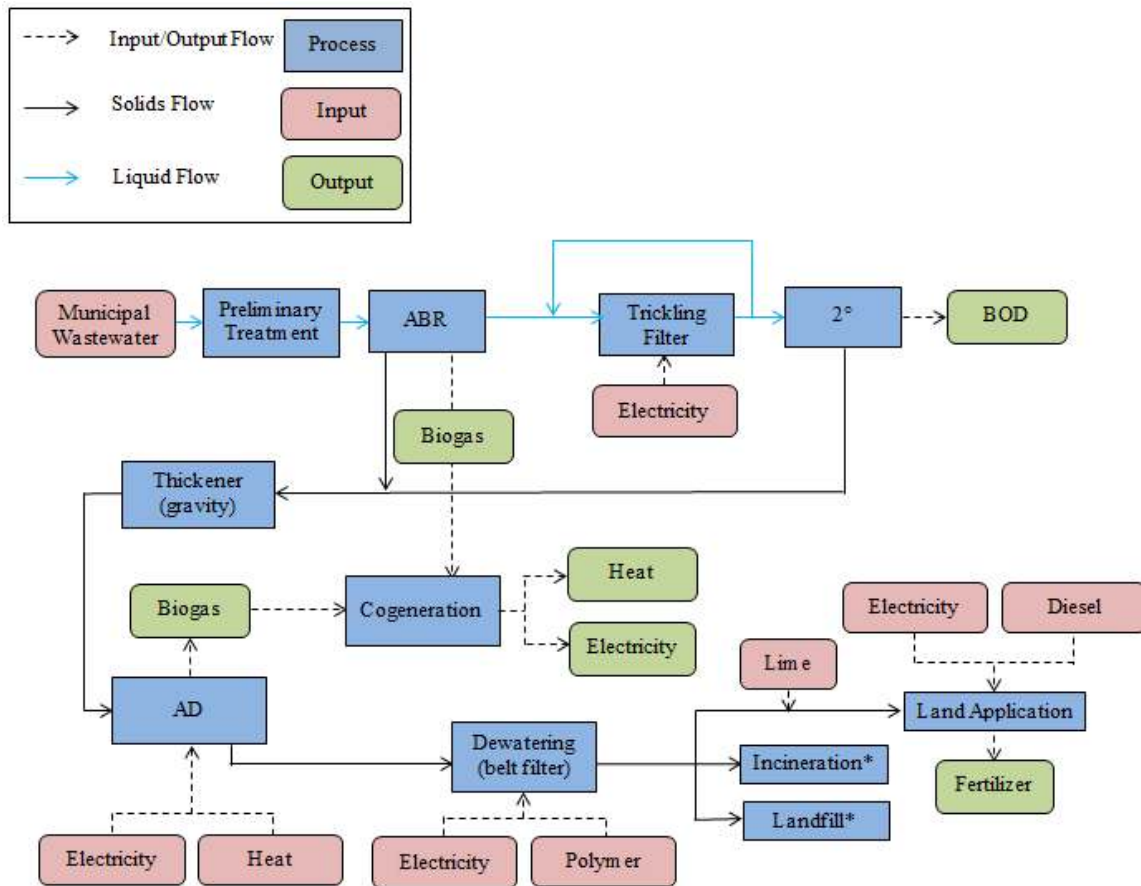 Input/Output Flow
Process
Solids Flow
Input
Liquid Flow
Output
Municipal
Wastewater
Preliminary
Treatment
ABR
Trickling
Filter
2°
BOD
Electricity
Biogas
Thickener
(gravity)
Heat
Biogas
Cogeneration
Electricity
Diesel
Electricity
Lime
AD
Land Application
Dewatering
(belt filter)
Incineration*
Fertilizer
Landfill*
Electricity
Heat
Electricity
Polymer